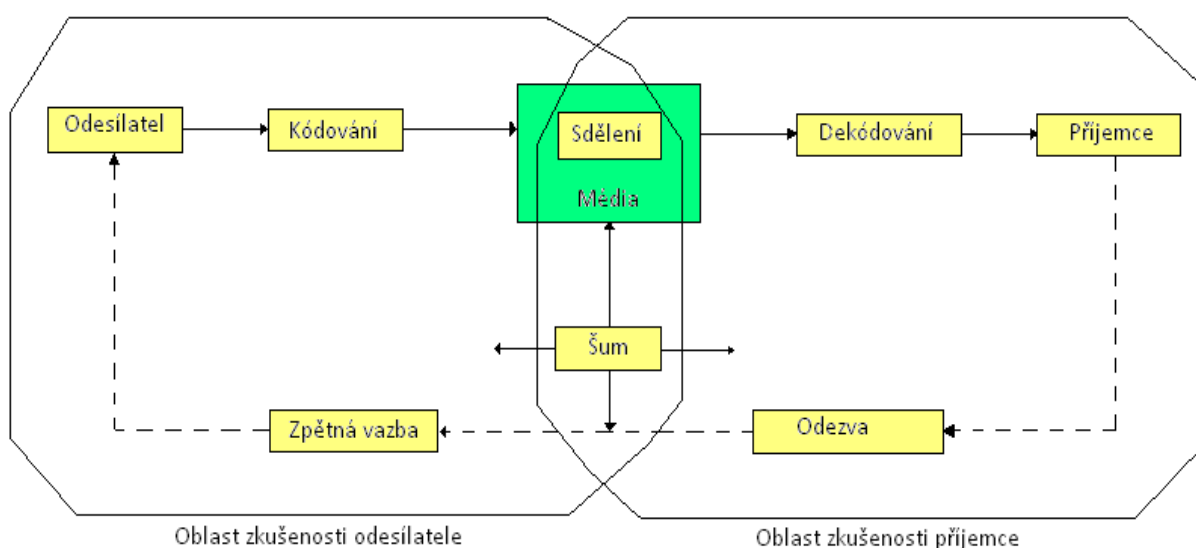 Odesílatel
Kódování
Sdělení
Média
Dekódování
Příjemce
Šum
Zpětná vazba
Odezva
Oblast zkušenosti odesílatele
Oblast zkušenosti příjemce